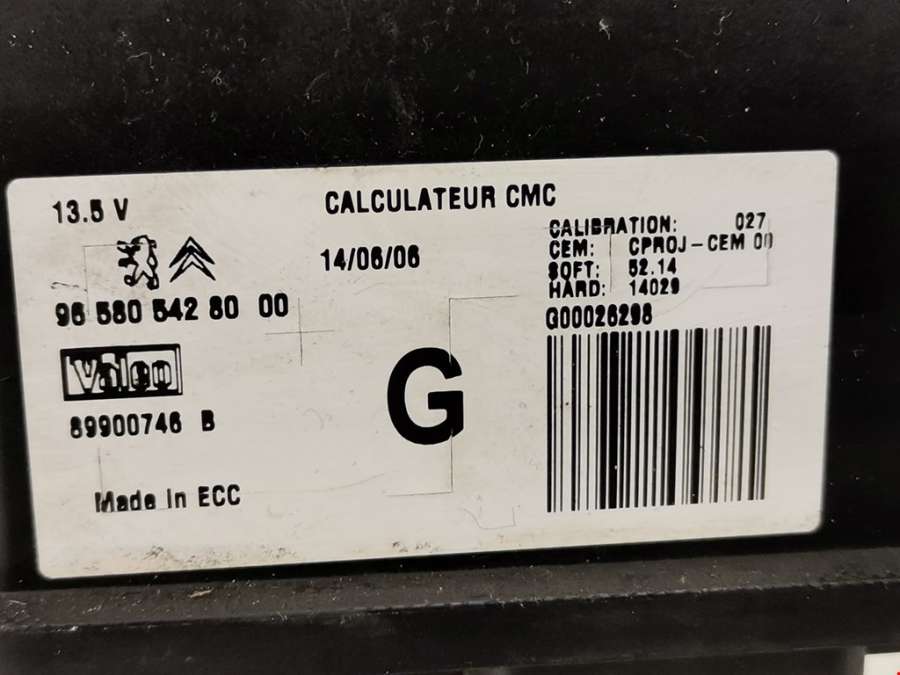 13.5 V
CALCULATEUR CMC
14/06/06
96 580 542 80 00
Valeo
89900746 B
Made in ECC
G
CALIBRATION: 027
CEM: CPROJ-CEM 00
SOFT: 52.14
HARD: 14029
G00026298